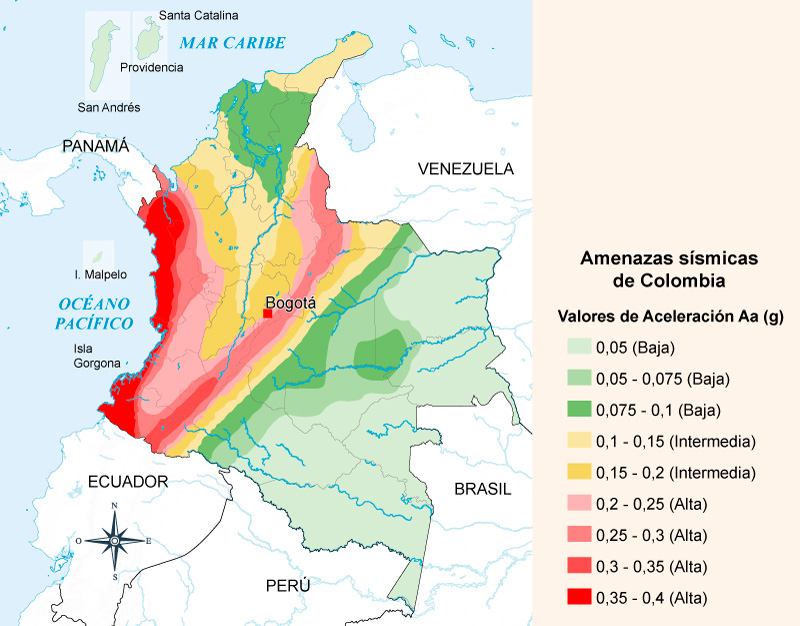 Santa Catalina
MAR CARIBE
Providencia
San Andrés
PANAMÁ
VENEZUELA
I. Malpelo
OCÉANO
PACÍFICO
Bogotá
Isla
Gorgona
ECUADOR
BRASIL
PERÚ
N
O
E
S
Amenazas sísmicas
de Colombia
Valores de Aceleración Aa (g)
0,05 (Baja)
0,05 - 0,075 (Baja)
0,075 - 0,1 (Baja)
0,1 - 0,15 (Intermedia)
0,15 - 0,2 (Intermedia)
0,2 - 0,25 (Alta)
0,25 - 0,3 (Alta)
0,3 - 0,35 (Alta)
0,35 - 0,4 (Alta)